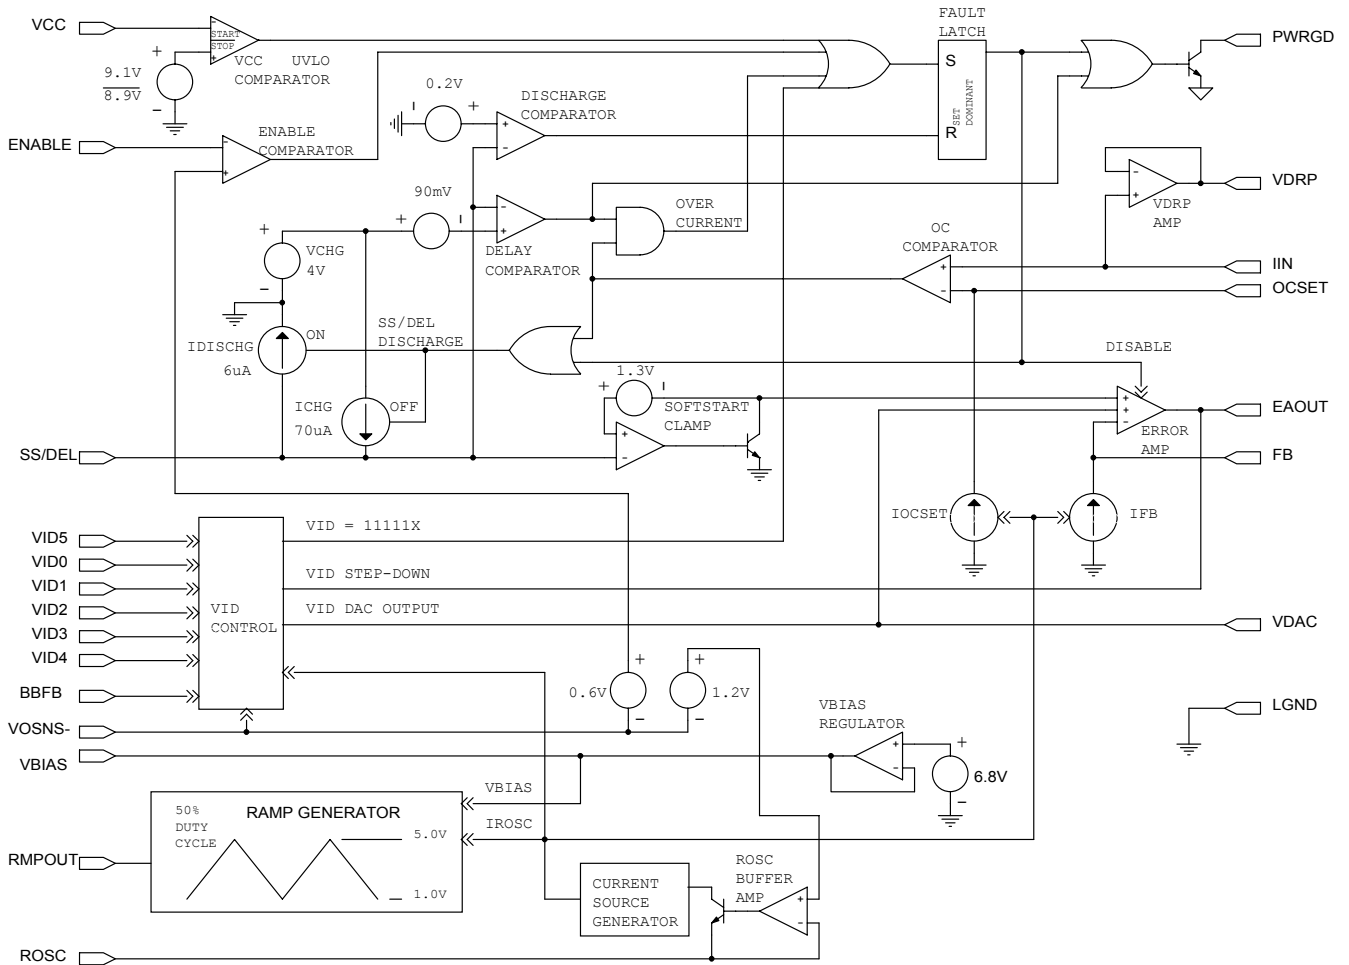 VCC
START
STOP
+
-
9.1V
8.9V
VCC UVLO
COMPARATOR
ENABLE
ENABLE
COMPARATOR
0.2V
DISCHARGE
COMPARATOR
FAULT
LATCH
S
R
SET
DOMINANT
PWRGD
VDRP
VDRP
AMP
90mV
DELAY
COMPARATOR
OVER
CURRENT
OC
COMPARATOR
IIN
OCSET
VCHG
4V
IDISCHG
6uA
ON
SS/DEL
DISCHARGE
ICHG
70uA
OFF
1.3V
SOFTSTART
CLAMP
DISABLE
ERROR
AMP
EAOUT
FB
SS/DEL
IOCSET
IFB
VID5
VID0
VID1
VID2
VID3
VID4
BBFB
VOSNS-
VBIAS
VID
CONTROL
VID = 11111X
VID STEP-DOWN
VID DAC OUTPUT
VDAC
0.6V
1.2V
LGND
VBIAS
REGULATOR
6.8V
VBIAS
IROSC
50%
DUTY
CYCLE
RAMP GENERATOR
5.0V
1.0V
RMPOUT
CURRENT
SOURCE
GENERATOR
ROSC
BUFFER
AMP
ROSC